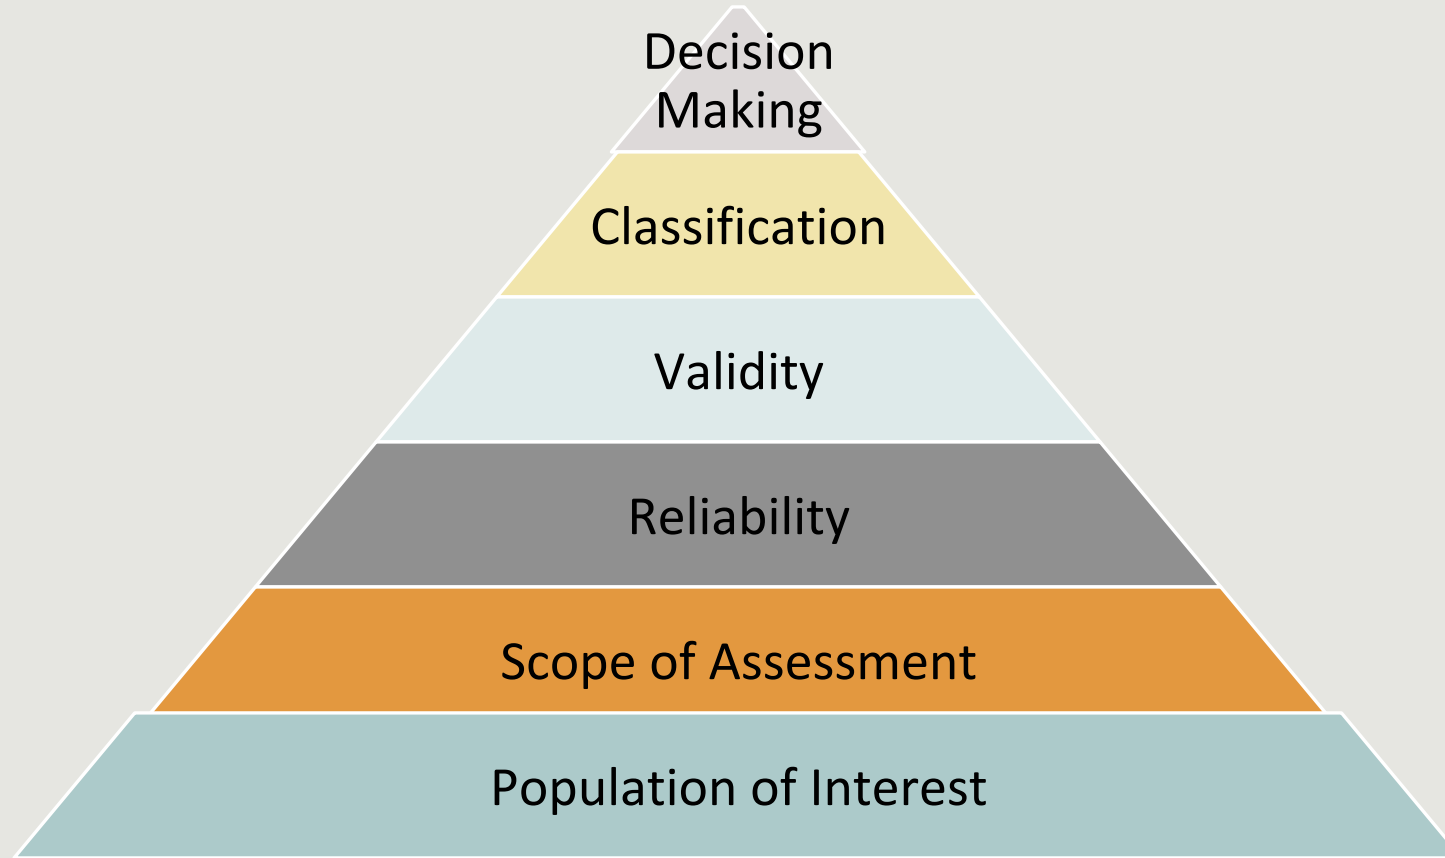 Decision
Making
Classification
Validity
Reliability
Scope of Assessment
Population of Interest